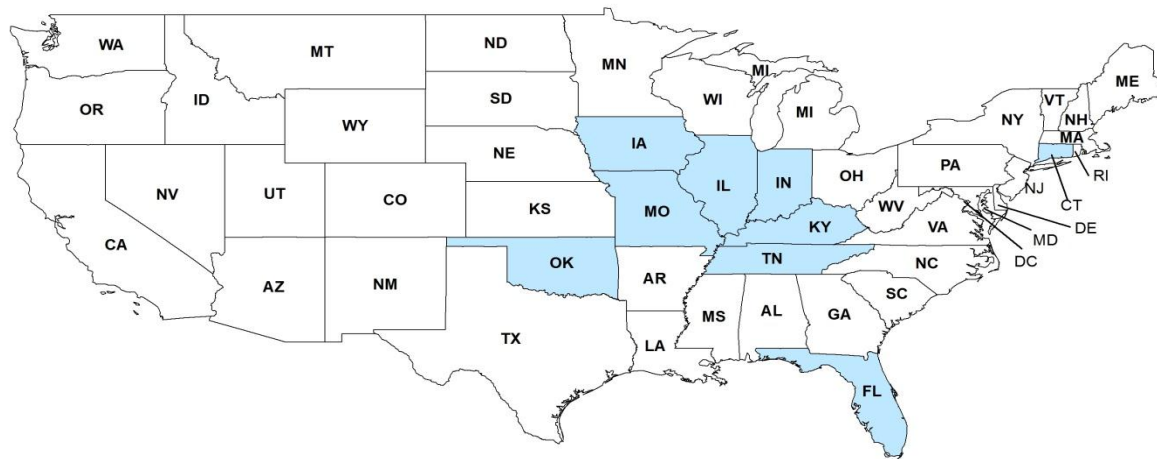 WA
MT
ND
MN
MI
ME
VT
NH
OR
ID
SD
WI
MI
NY
MA
WY
RI
IA
NE
PA
NJ
CT
OH
IL
IN
NV
UT
CO
WV
DE
KS
MO
KY
VA
MD
CA
DC
OK
TN
NC
AZ
NM
AR
SC
MS
AL
GA
TX
LA
FL